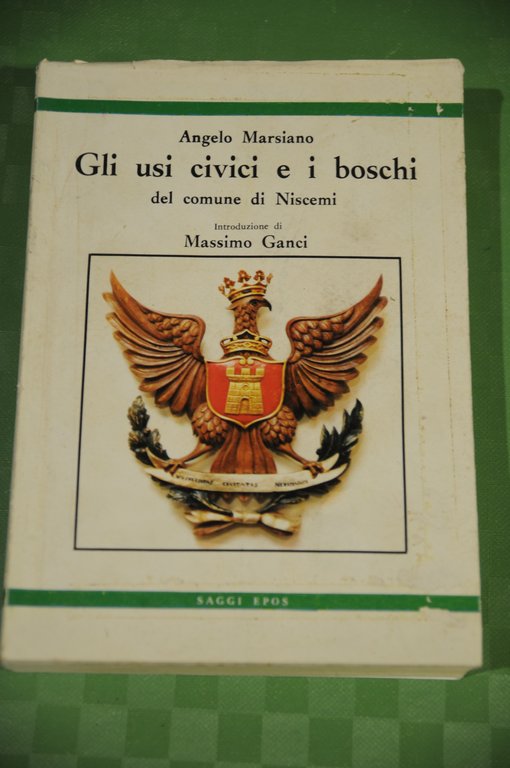 Angelo Marsiano
Gli usi civici e i boschi
del comune di Niscemi
Introduzione di
Massimo Ganci
SAGGI EPOS